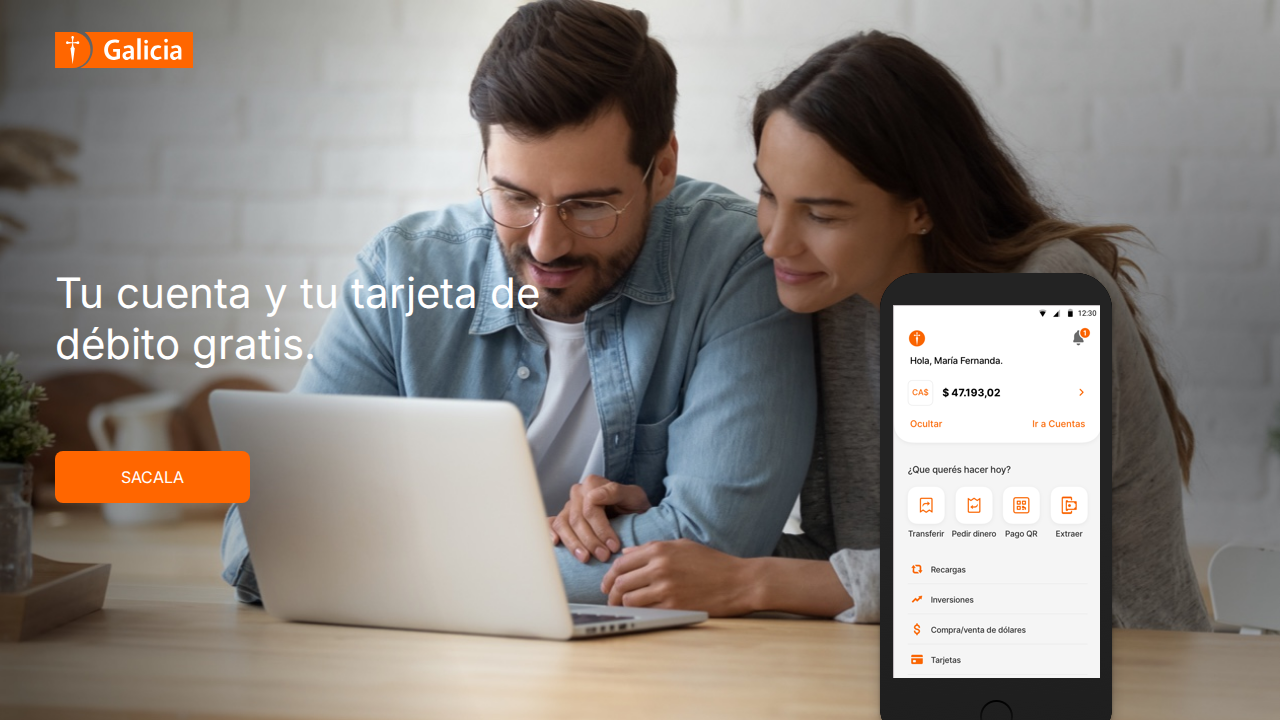 Galicia
Tu cuenta y tu tarjeta de
débito gratis.
SACALA
12:30
1
Hola, María Fernanda.
CA$ $ 47.193,02
Ocultar Ir a Cuentas
¿Que querés hacer hoy?
Transferir Pedir dinero Pago QR Extraer
Recargas
Inversiones
Compra/venta de dólares
Tarjetas